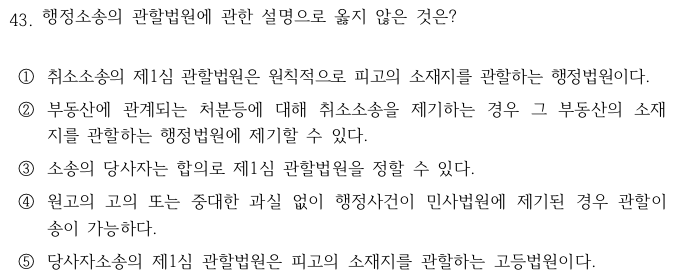 43. 행정소송의 관할법원에 관한 설명으로 옳지 않은 것은?
① 취소소송의 제1심 관할법원은 원칙적으로 피고의 소재지를 관할하는 행정법원이다.
② 부동산에 관계되는 처분등에 대해 취소소송을 제기하는 경우 그 부동산의 소재
지를 관할하는 행정법원에 제기할 수 있다.
③ 소송의 당사자는 합의로 제1심 관할법원을 정할 수 있다.
④ 원고의 고의 또는 중대한 과실 없이 행정사건이 민사법원에 제기된 경우 관할이
송이 가능하다.
⑤ 당사자소송의 제1심 관할법원은 피고의 소재지를 관할하는 고등법원이다.